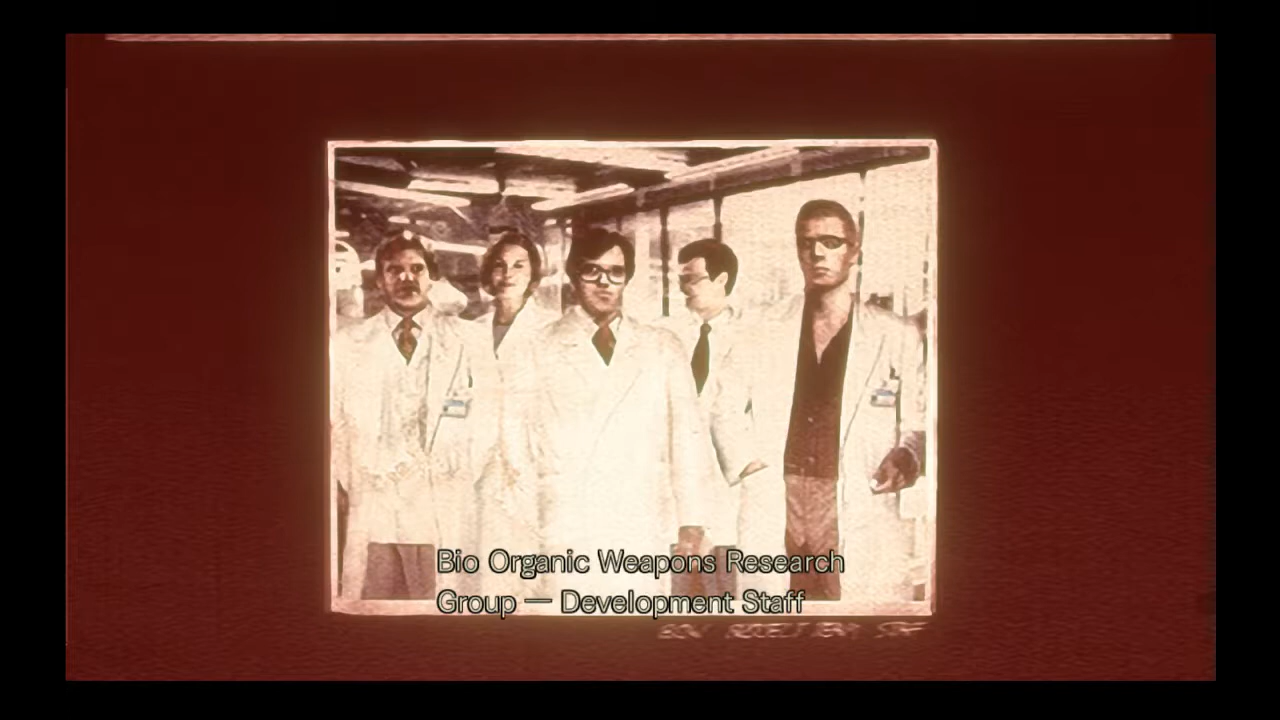 Bio Organic Weapons Research
Group — Development Staff